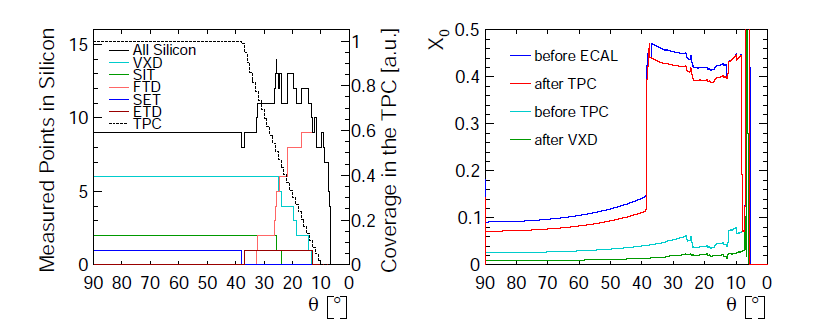 Measured Points in Silicon
15
10
5
0
All Silicon
VXD
SIT
FTD
SET
ETD
TPC
1
0.8
0.6
0.4
0.2
0
Coverage in the TPC [a.u.]
90 80 70 60 50 40 30 20 10 0
θ [°]
X0
0.5
0.4
0.3
0.2
0.1
0
before ECAL
after TPC
before TPC
after VXD
90 80 70 60 50 40 30 20 10 0
θ [°]